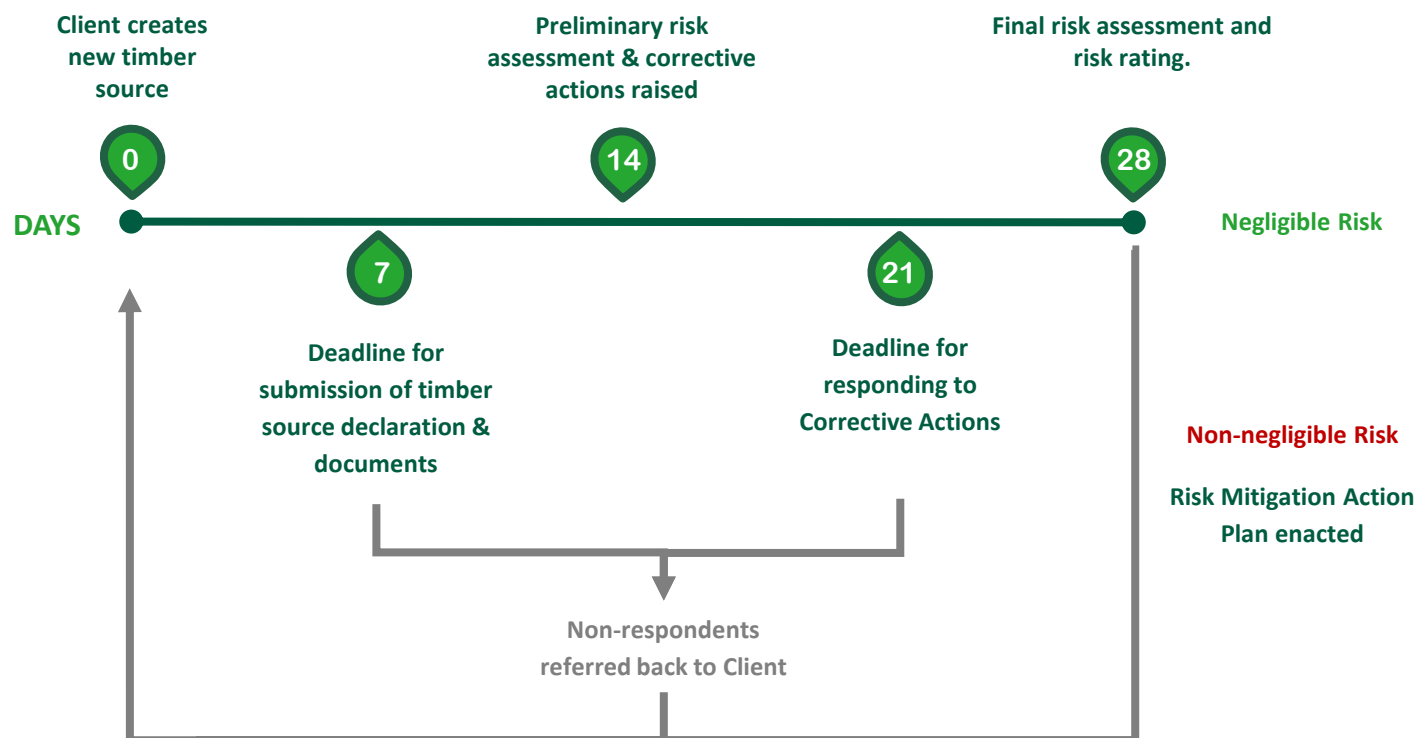 Client creates
new timber
source
Preliminary risk
assessment & corrective
actions raised
Final risk assessment and
risk rating.
0
14
28
DAYS
Negligible Risk
7
21
Deadline for
submission of timber
source declaration &
documents
Deadline for
responding to
Corrective Actions
Non-negligible Risk
Risk Mitigation Action
Plan enacted
Non-respondents
referred back to Client